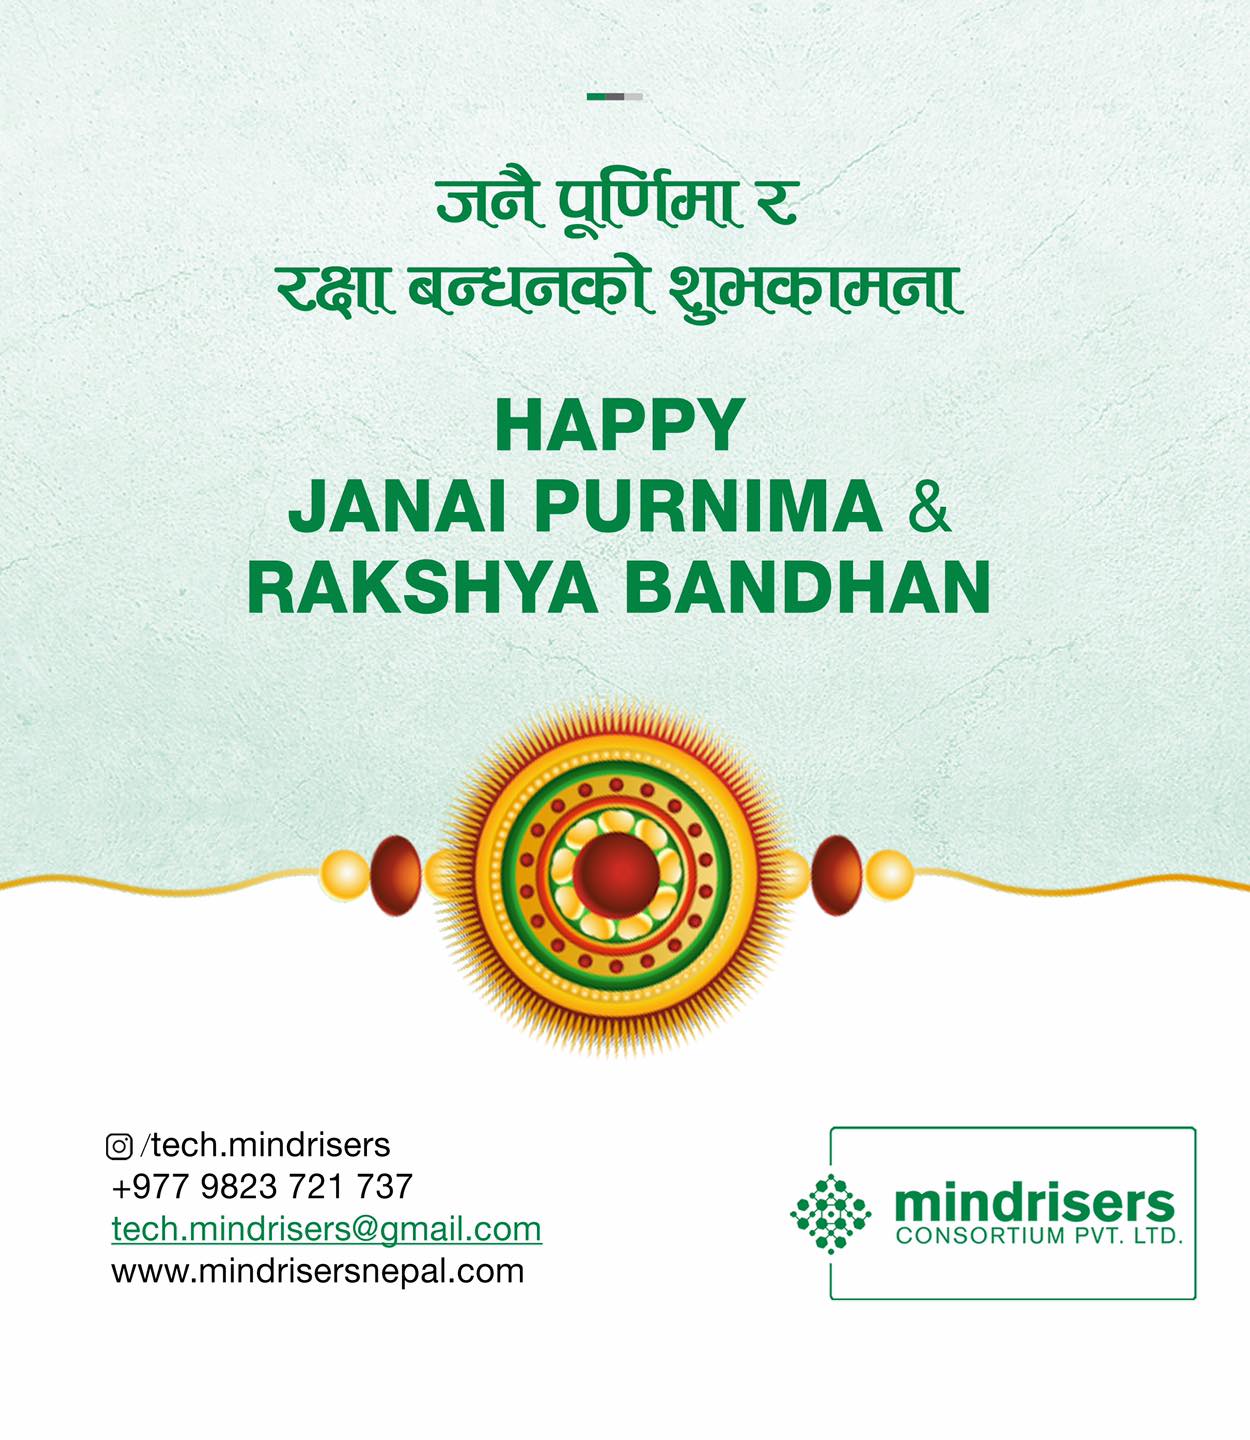 जनै पूर्णिमा र
रक्षा बन्धनको शुभकामना
HAPPY
JANAI PURNIMA &
RAKSHYA BANDHAN
/tech.mindrisers
+977 9823 721 737
tech.mindrisers@gmail.com
www.mindrisersnepal.com
mindrisers
CONSORTIUM PVT. LTD.